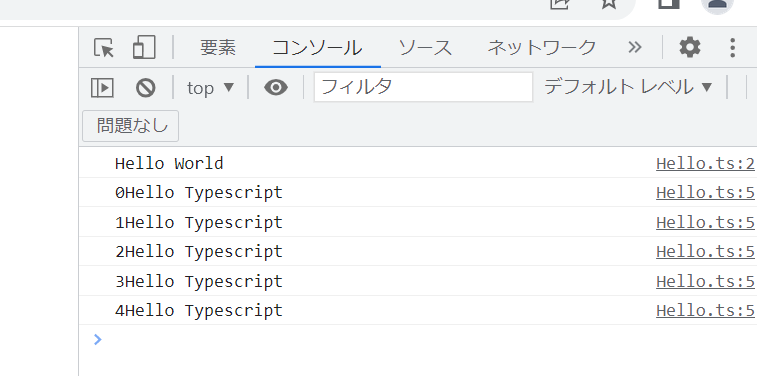 要素 コンソール ソース ネットワーク »
top ▼ フィルタ デフォルト レベル ▼
問題なし
Hello World Hello.ts:2
0Hello Typescript Hello.ts:5
1Hello Typescript Hello.ts:5
2Hello Typescript Hello.ts:5
3Hello Typescript Hello.ts:5
4Hello Typescript Hello.ts:5